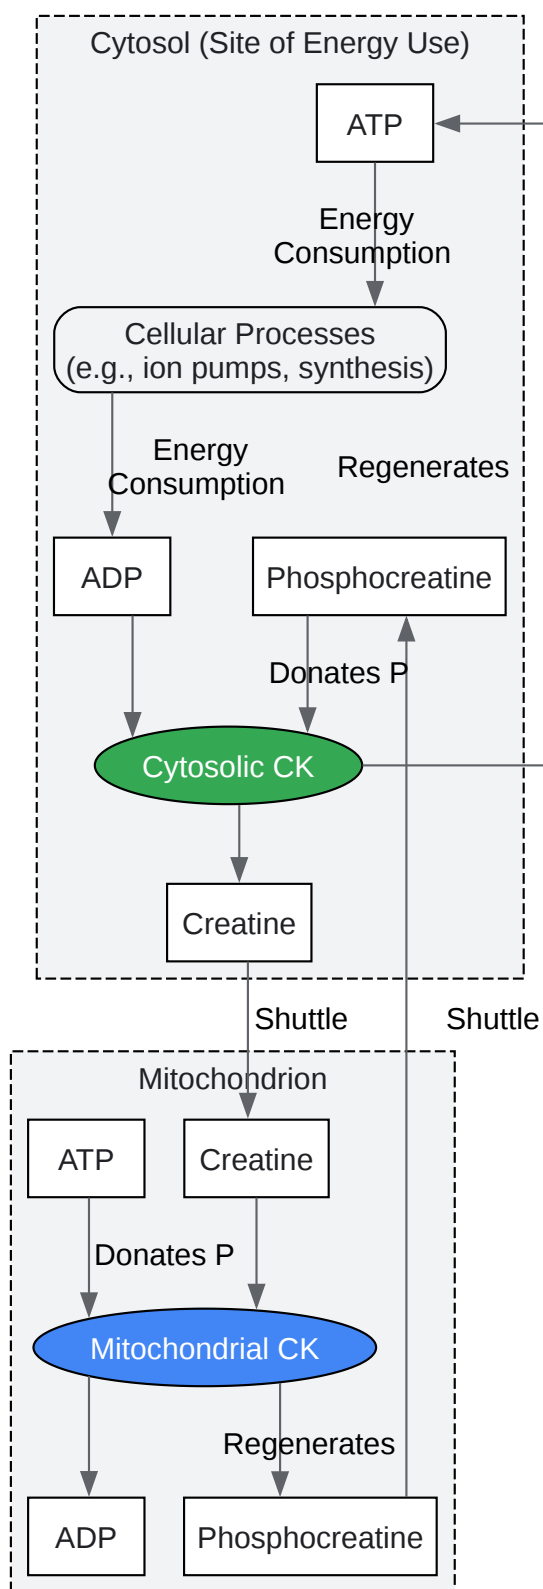 Cytosol (Site of Energy Use)
ATP
Energy
Consumption
Cellular Processes
(e.g., ion pumps, synthesis)
Energy
Consumption
Regenerates
ADP
Phosphocreatine
Donates P
Cytosolic CK
Creatine
Shuttle
Shuttle
Mitochondrion
ATP
Creatine
Donates P
Mitochondrial CK
Regenerates
ADP
Phosphocreatine